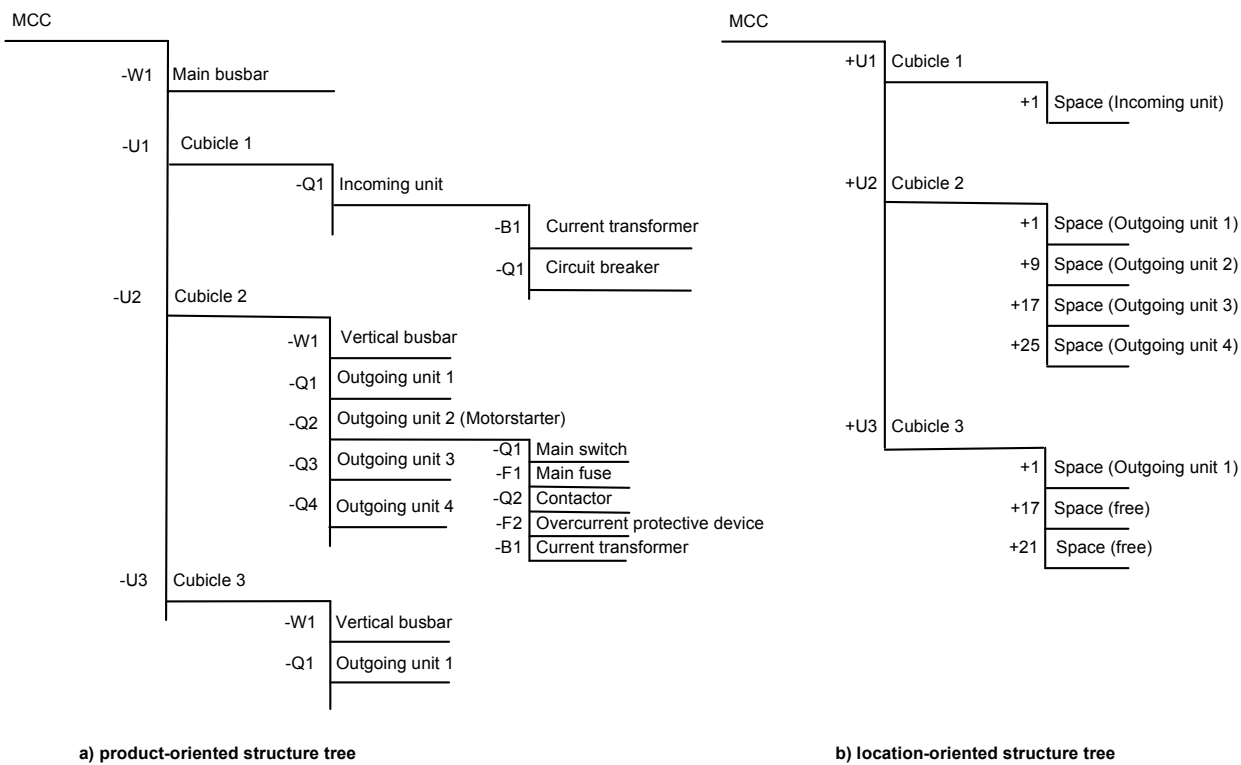 MCC
-W1 Main busbar
-U1 Cubicle 1
-Q1 Incoming unit
-B1 Current transformer
-Q1 Circuit breaker
-U2 Cubicle 2
-W1 Vertical busbar
-Q1 Outgoing unit 1
-Q2 Outgoing unit 2 (Motorstarter)
-Q1 Main switch
-F1 Main fuse
-Q2 Contactor
-F2 Overcurrent protective device
-B1 Current transformer
-Q3 Outgoing unit 3
-Q4 Outgoing unit 4
-U3 Cubicle 3
-W1 Vertical busbar
-Q1 Outgoing unit 1
a) product-oriented structure tree
MCC
+U1 Cubicle 1
+1 Space (Incoming unit)
+U2 Cubicle 2
+1 Space (Outgoing unit 1)
+9 Space (Outgoing unit 2)
+17 Space (Outgoing unit 3)
+25 Space (Outgoing unit 4)
+U3 Cubicle 3
+1 Space (Outgoing unit 1)
+17 Space (free)
+21 Space (free)
b) location-oriented structure tree